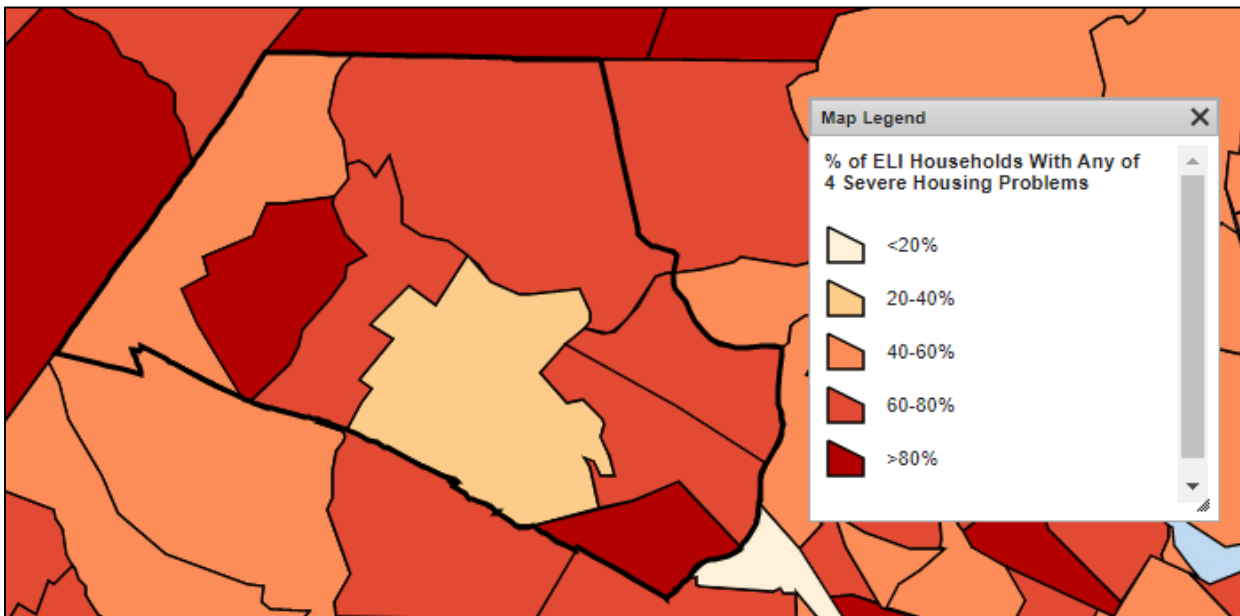 Map Legend
% of ELI Households With Any of
4 Severe Housing Problems
<20%
20-40%
40-60%
60-80%
>80%